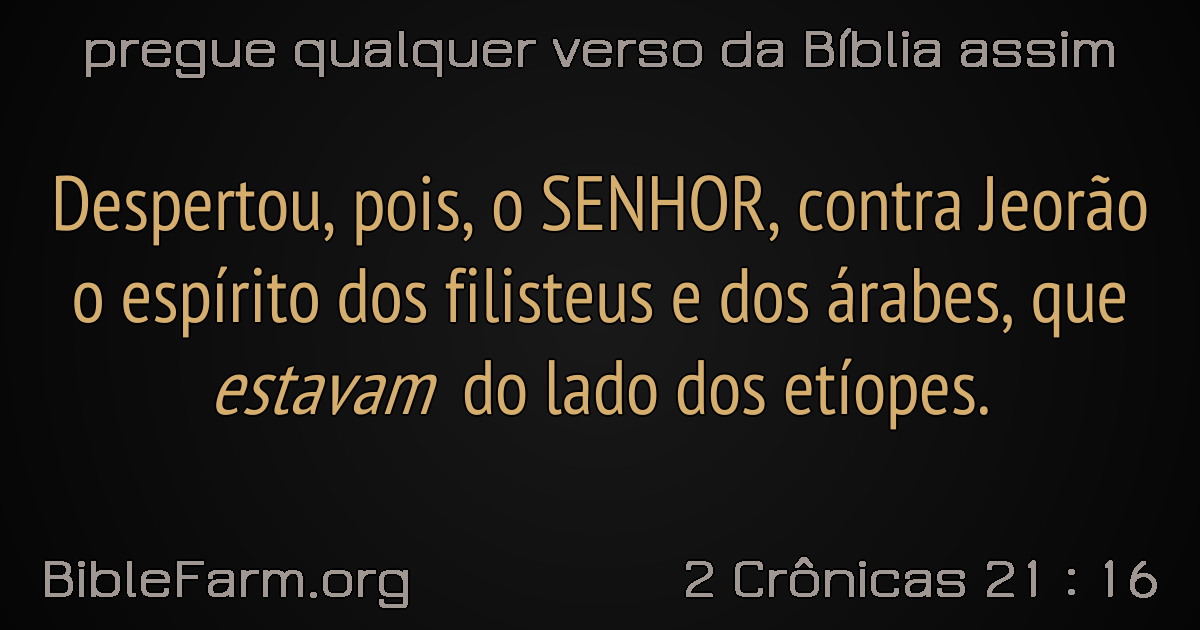 pregue qualquer verso da Bíblia assim
Despertou, pois, o SENHOR, contra Jeorão
o espírito dos filisteus e dos árabes, que
estavam do lado dos etíopes.
BibleFarm.org
2 Crônicas 21 : 16